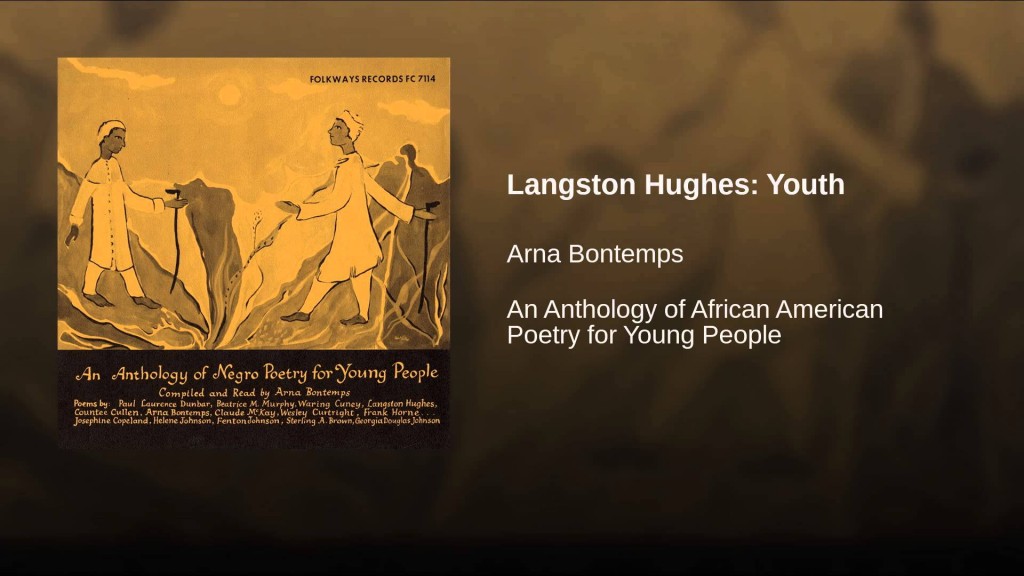 FOLKWAYS RECORDS FC 7114
An Anthology of Negro Poetry for Young People
Compiled and Read by Arna Bontemps
Poems by: Paul Laurence Dunbar, Beatrice M. Murphy, Waring Cuney, Langston Hughes,
Countee Cullen, Arna Bontemps, Claude McKay, Wesley Curtright, Frank Horne ...
Josephine Copeland, Helene Johnson, Fenton Johnson, Sterling A. Brown, Georgia Douglas Johnson
Langston Hughes: Youth
Arna Bontemps
An Anthology of African American
Poetry for Young People